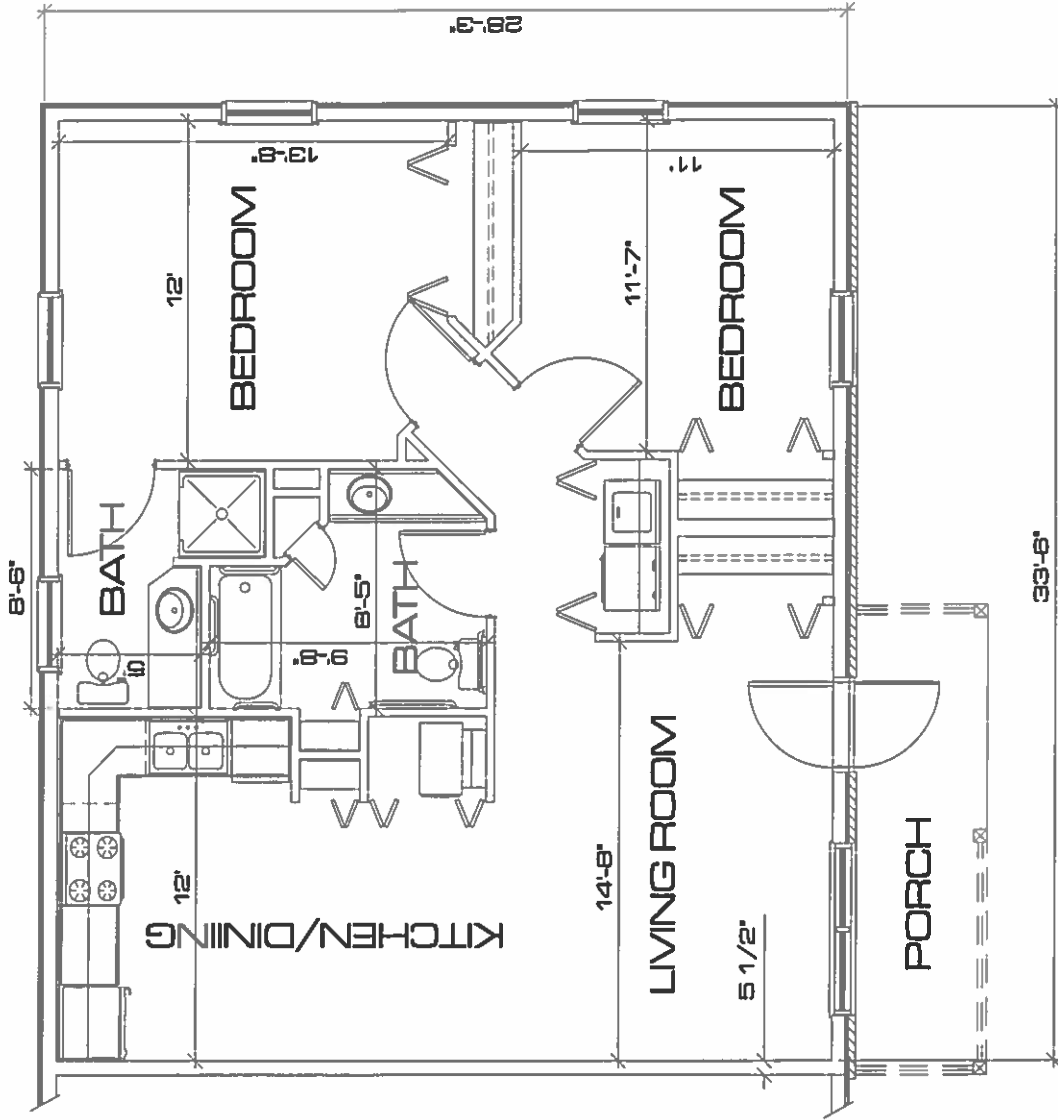 28'-3"
13'-8"
11'
12'
BEDROOM
11'-7"
BEDROOM
8'-6"
BATH
5'
8'-5"
9'-8"
BATH
33'-6"
12'
KITCHEN/DINING
14'-8"
LIVING ROOM
5 1/2"
PORCH